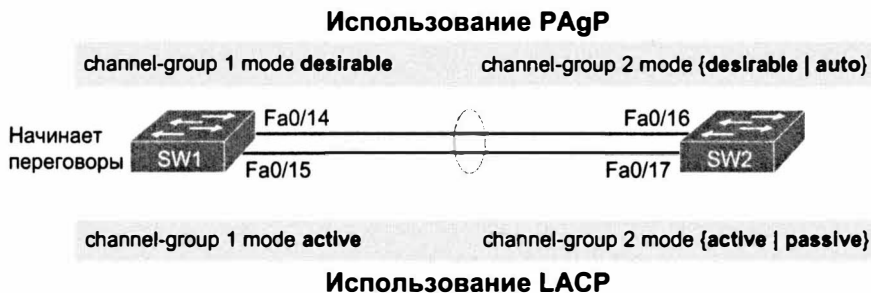 Использование PAgP
channel-group 1 mode desirable
channel-group 2 mode {desirable | auto}
Fa0/14
Fa0/16
Начинает
переговоры
SW1
SW2
Fa0/15
Fa0/17
channel-group 1 mode active
channel-group 2 mode {active | passive}
Использование LACP